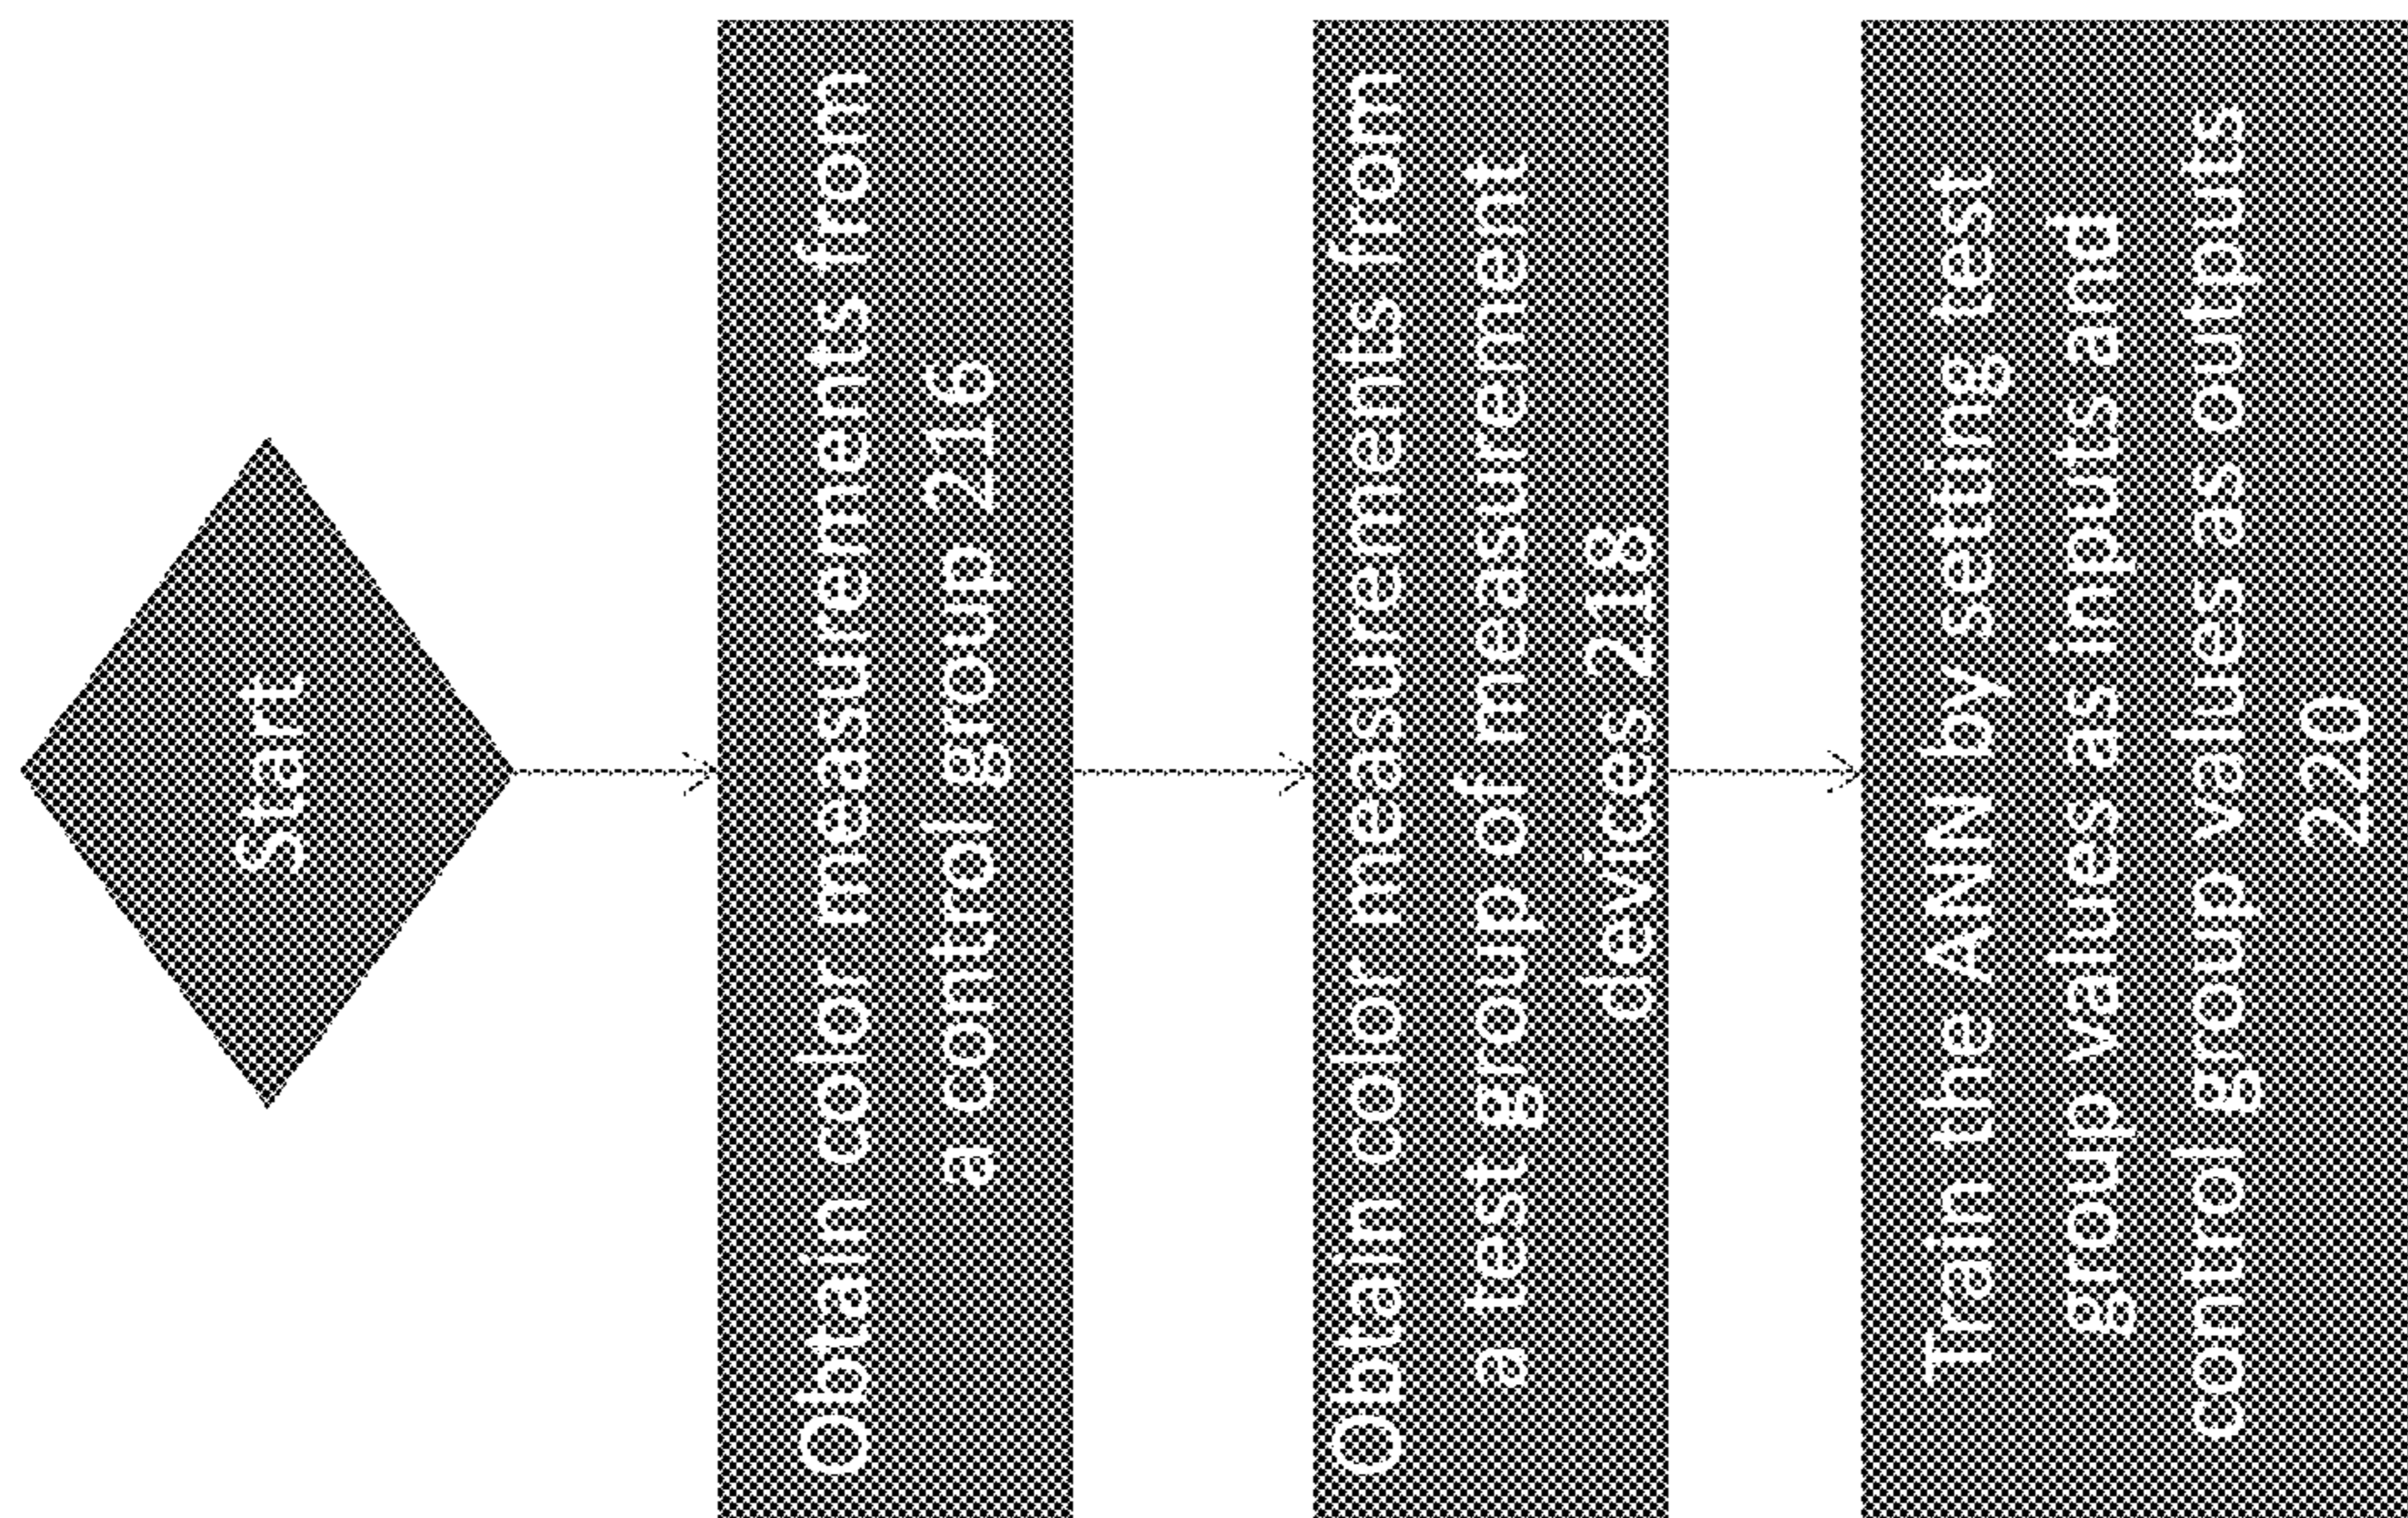 Start
Obtain color measurements from
a control group 216
Obtain color measurements from
a test group of measurement
devices 218
Train the ANN by setting test
group values as inputs and
control group values as outputs
220